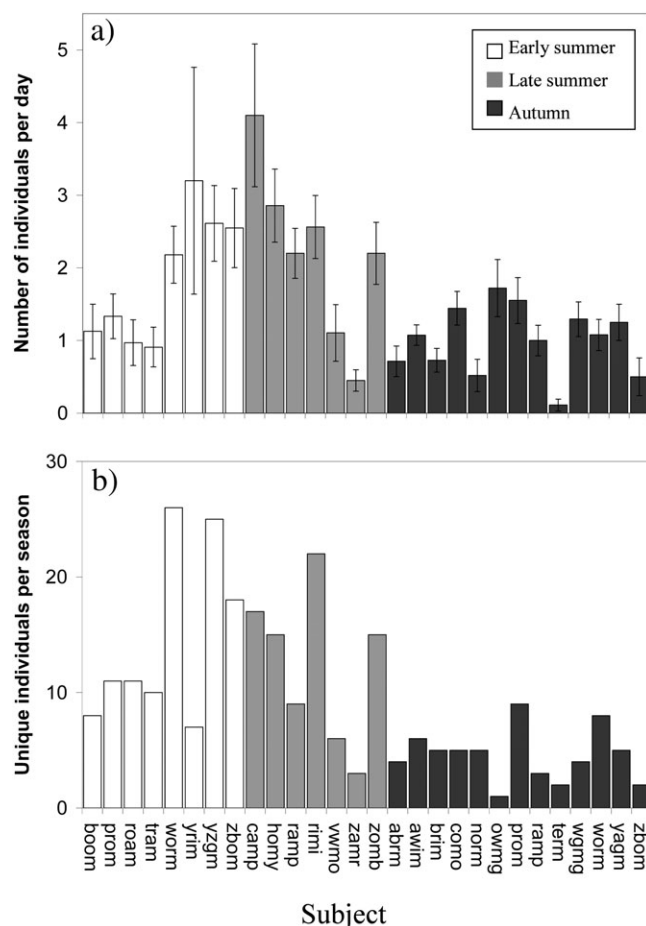 a)
Number of individuals per day
5
4
3
2
1
0
Early summer
Late summer
Autumn
b)
Unique individuals per season
30
20
10
0
boom
prom
roam
tram
worm
yrim
yzgm
zbom
camp
homy
ramp
rimi
vwmo
zamr
zomb
abrm
awim
brim
como
norm
owmg
prom
ramp
term
wgmg
worm
yagm
zbom
Subject